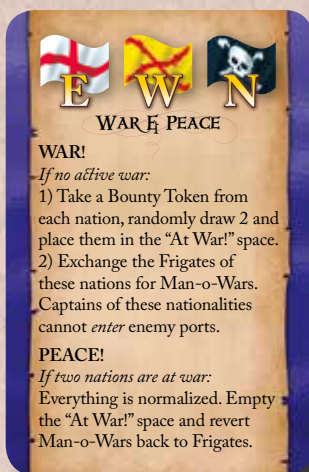 E W N
WAR & PEACE
WAR!
If no active war:
1) Take a Bounty Token from
each nation, randomly draw 2 and
place them in the “At War!” space.
2) Exchange the Frigates of
these nations for Man-o-Wars.
Captains of these nationalities
cannot enter enemy ports.
PEACE!
If two nations are at war:
Everything is normalized. Empty
the “At War!” space and revert
Man-o-Wars back to Frigates.